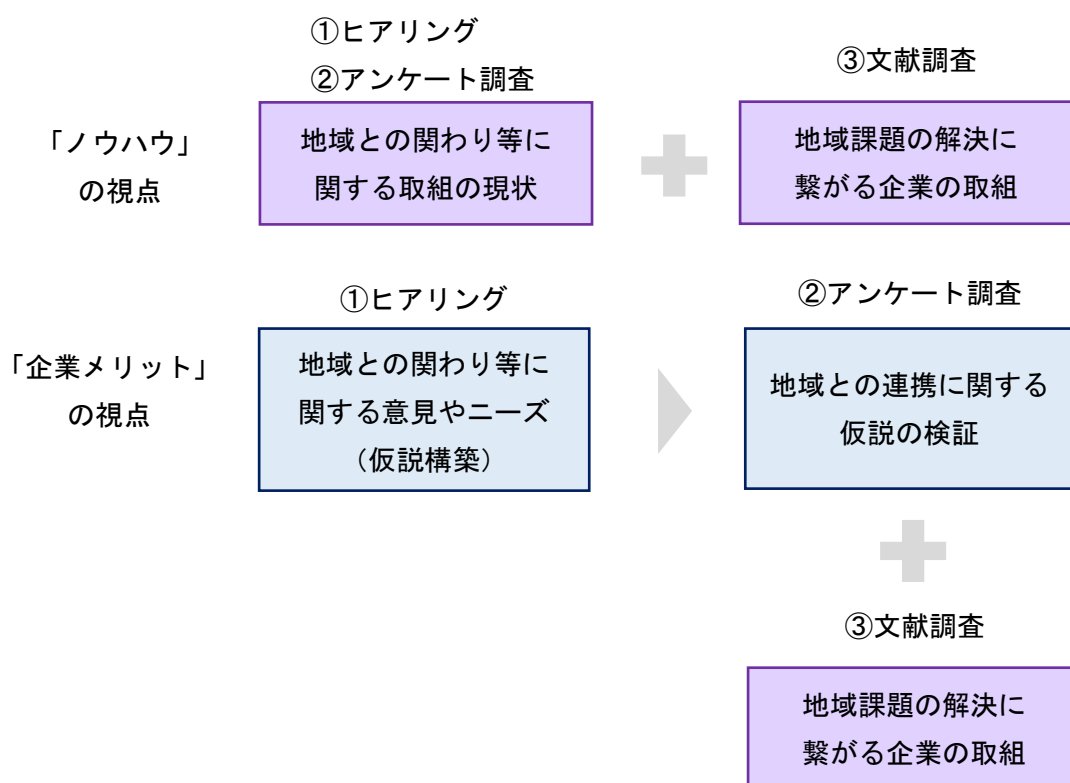 ①ヒアリング
②アンケート調査
③文献調査
「ノウハウ」
の視点
地域との関わり等に
関する取組の現状
地域課題の解決に
繋がる企業の取組
①ヒアリング
②アンケート調査
「企業メリット」
の視点
地域との関わり等に
関する意見やニーズ
（仮説構築）
地域との連携に関する
仮説の検証
③文献調査
地域課題の解決に
繋がる企業の取組